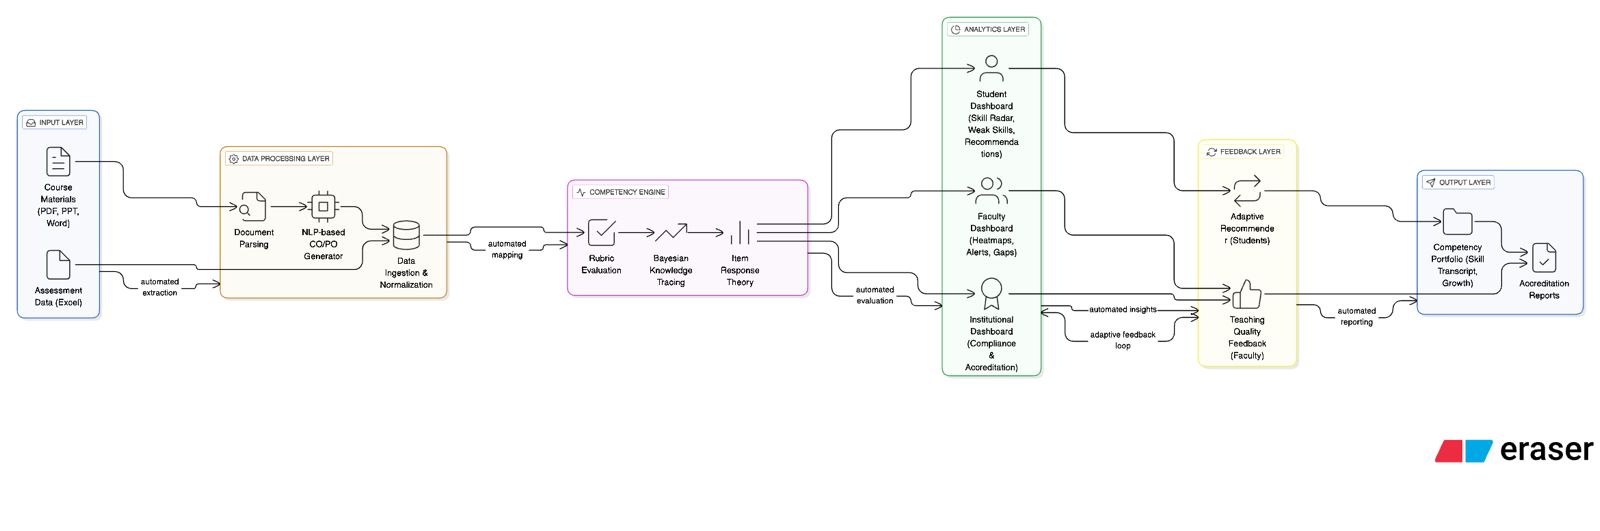 INPUT LAYER
Course
Materials
(PDF, PPT,
Word)
Assessment
Data (Excel)
automated
extraction
DATA PROCESSING LAYER
Document
Parsing
NLP-based
CO/PO
Generator
Data
Ingestion &
Normalization
automated
mapping
COMPETENCY ENGINE
Rubric
Evaluation
Bayesian
Knowledge
Tracing
Item
Response
Theory
automated
evaluation
ANALYTICS LAYER
Student
Dashboard
(Skill Radar,
Weak Skills,
Recommenda
tions)
Faculty
Dashboard
(Heatmaps,
Alerts, Gaps)
Institutional
Dashboard
(Compliance
&
Accreditation)
automated insights
adaptive feedback
loop
FEEDBACK LAYER
Adaptive
Recommende
r (Students)
Teaching
Quality
Feedback
(Faculty)
automated
reporting
OUTPUT LAYER
Competency
Portfolio (Skill
Transcript,
Growth)
Accreditation
Reports
eraser